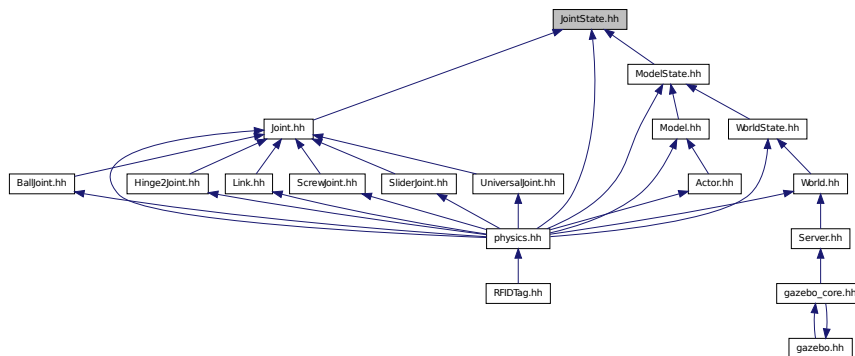 JointState.hh
ModelState.hh
Joint.hh
Model.hh
WorldState.hh
BallJoint.hh
Hinge2Joint.hh
Link.hh
ScrewJoint.hh
SliderJoint.hh
UniversalJoint.hh
Actor.hh
World.hh
physics.hh
Server.hh
RFIDTag.hh
gazebo_core.hh
gazebo.hh